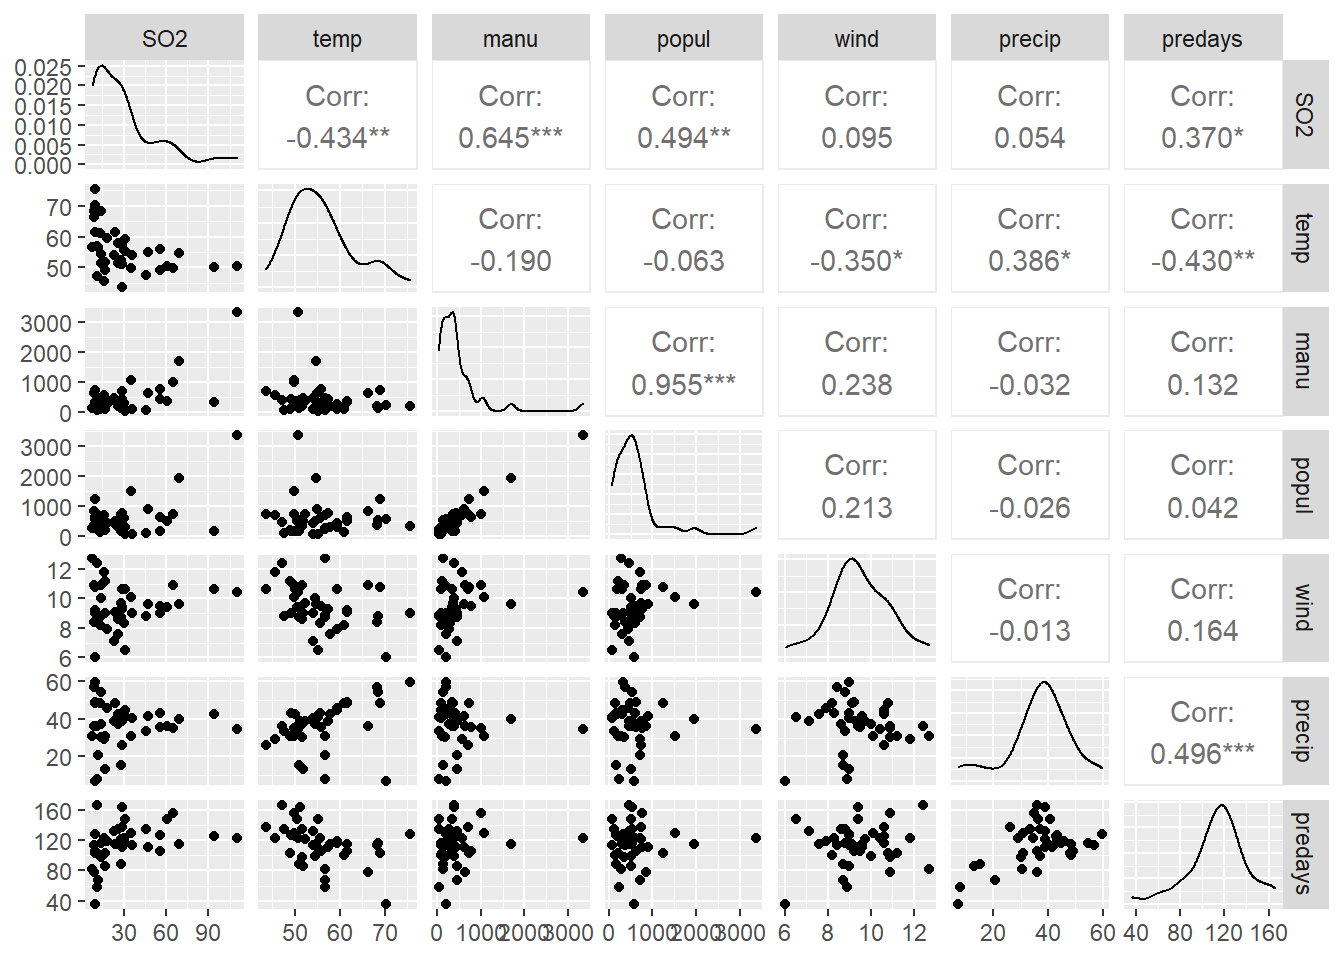 SO2 temp manu popul wind precip predays
0.025
0.020
0.015
0.010
0.005
0.000
Corr: Corr: Corr: Corr: Corr: Corr:
-0.434** 0.645*** 0.494** 0.095 0.054 0.370*
SO2
70
60
50
Corr: Corr: Corr: Corr: Corr:
-0.190 -0.063 -0.350* 0.386* -0.430**
temp
3000
2000
1000
0
Corr: Corr: Corr: Corr:
0.955*** 0.238 -0.032 0.132
manu
3000
2000
1000
0
Corr: Corr: Corr:
0.213 -0.026 0.042
popul
12
10
8
6
Corr: Corr:
-0.013 0.164
wind
60
40
20
Corr:
0.496***
precip
160
120
80
40
predays
30 60 90 50 60 70 0 1000 2000 3000 0 1000 2000 3000 6 8 10 12 20 40 60 40 80 120 160